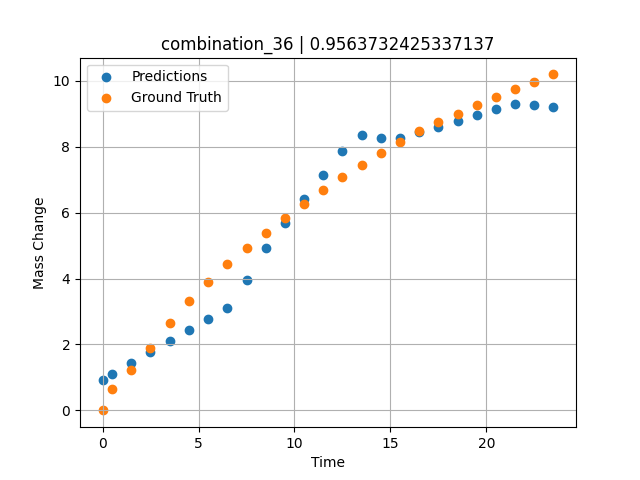 combination_36 | 0.9563732425337137
Predictions
Ground Truth
Mass Change
10
8
6
4
2
0
0
5
10
15
20
Time